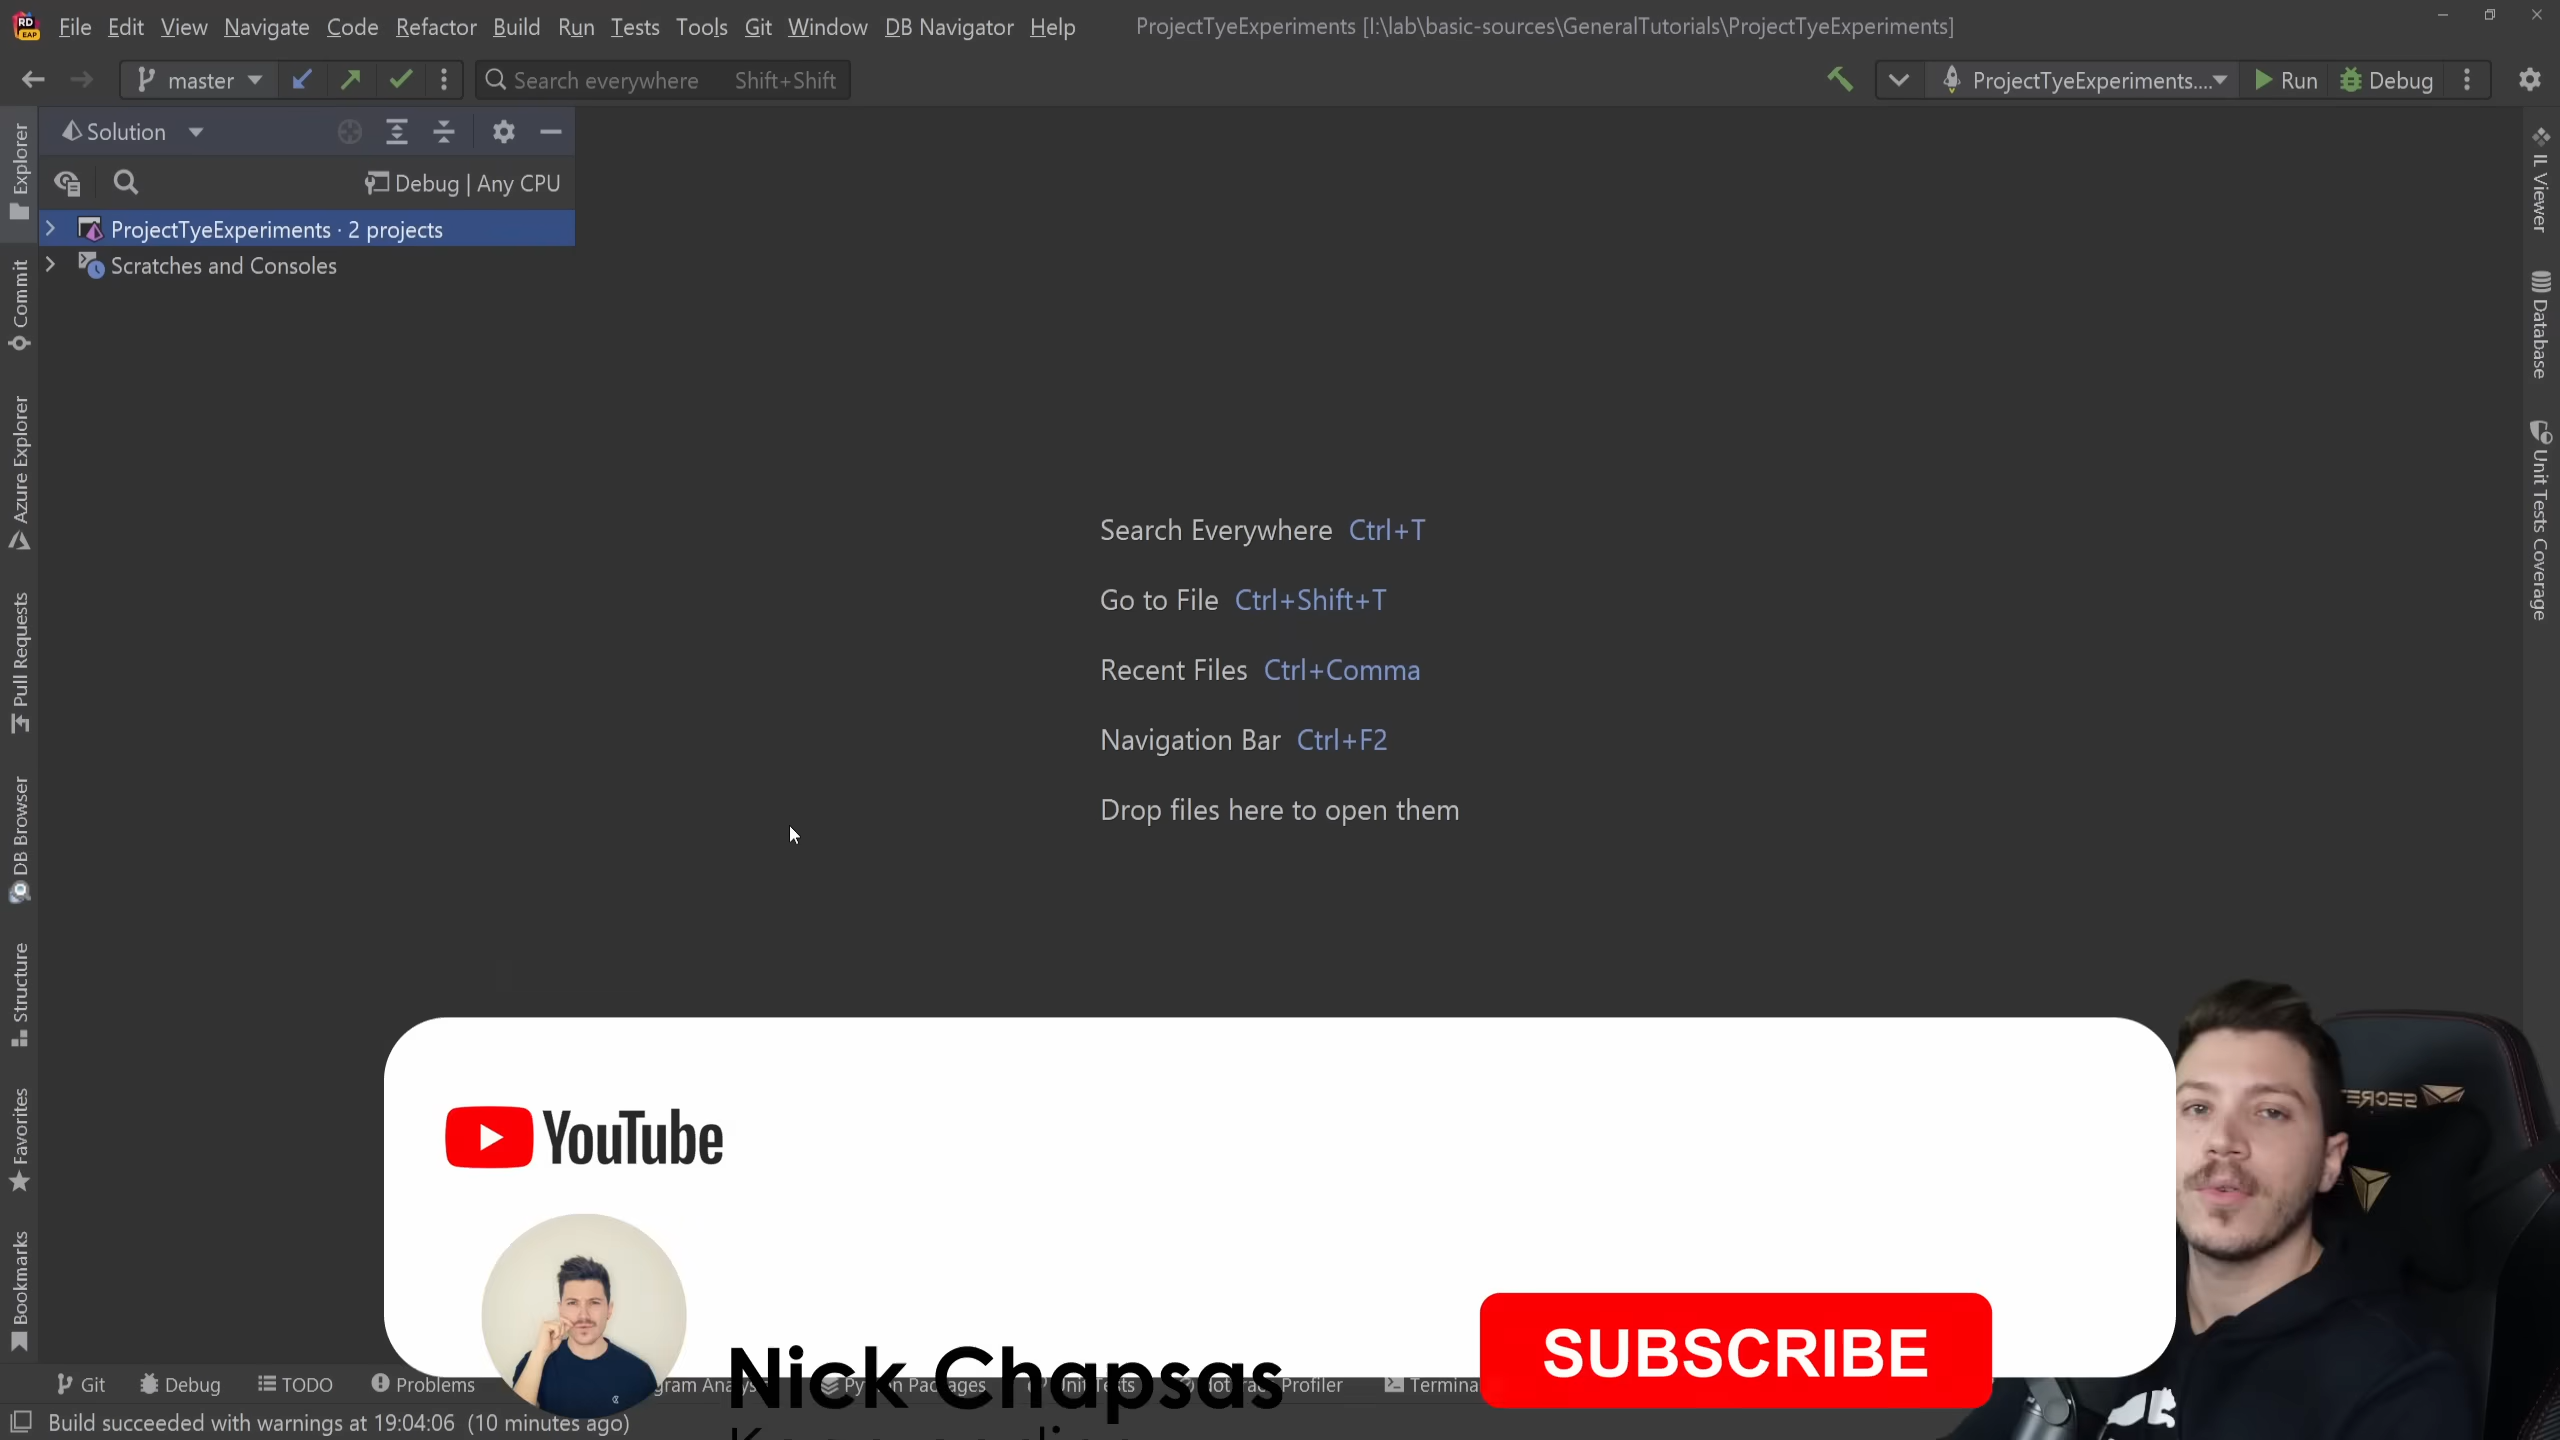 File Edit View Navigate Code Refactor Build Run Tests Tools Git Window DB Navigator Help ProjectTyeExperiments [I:\lab\basic-sources\GeneralTutorials\ProjectTyeExperiments]
master Search everywhere Shift+Shift ProjectTyeExperiments.... Run Debug
Solution
Debug | Any CPU
ProjectTyeExperiments · 2 projects
Scratches and Consoles
Explorer
Commit
Azure Explorer
Pull Requests
DB Browser
Structure
Favorites
Bookmarks
IL Viewer
Database
Unit Tests Coverage
Search Everywhere Ctrl+T
Go to File Ctrl+Shift+T
Recent Files Ctrl+Comma
Navigation Bar Ctrl+F2
Drop files here to open them
YouTube
SECRET
Nick Chapsas
SUBSCRIBE
Git Debug TODO Problems Packages Profiler
Build succeeded with warnings at 19:04:06 (10 minutes ago)